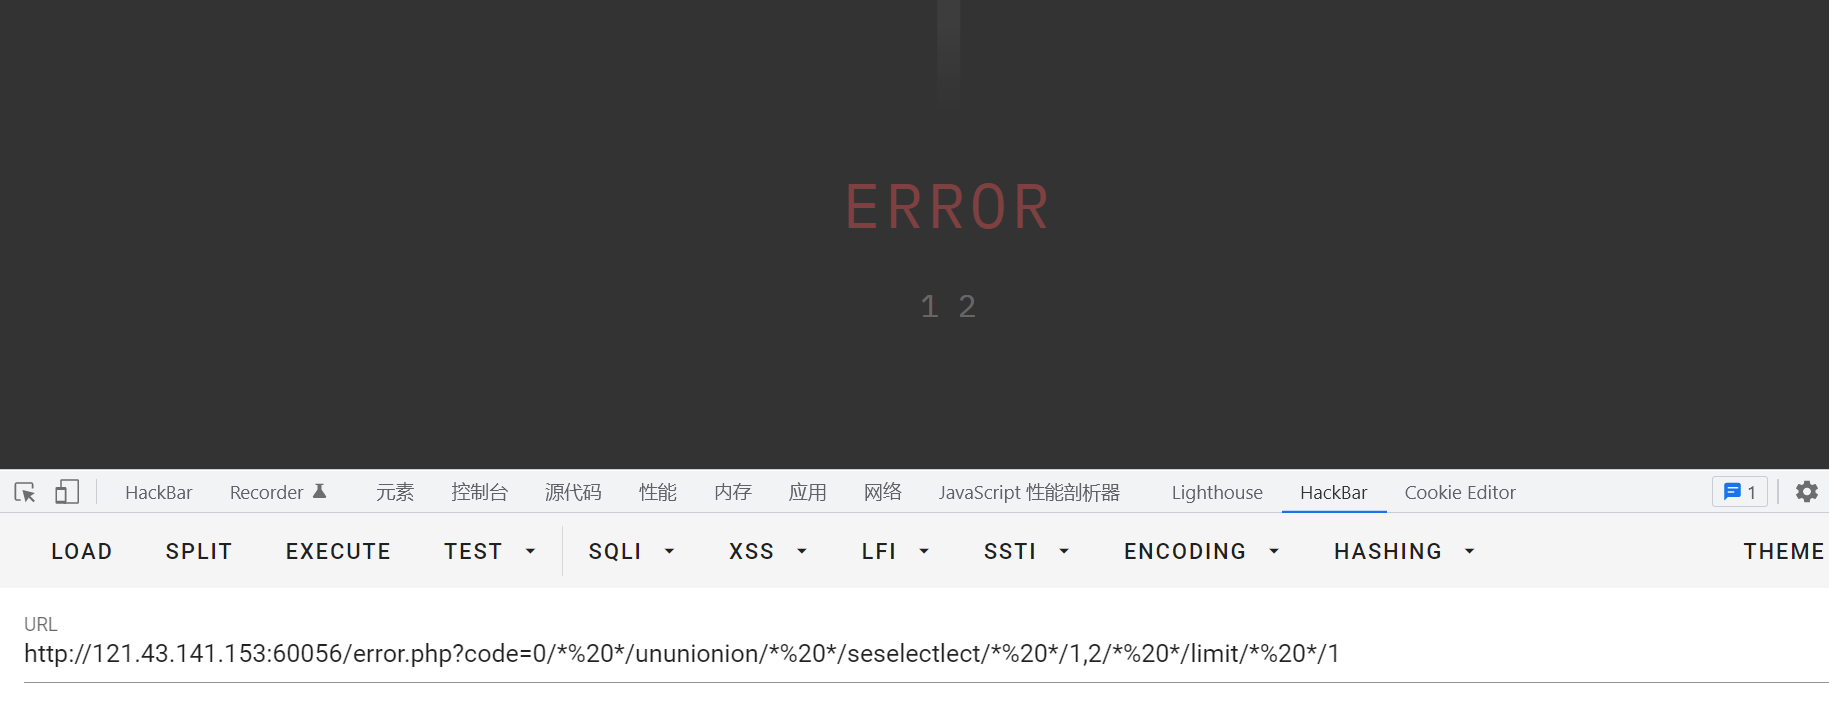 ERROR
1 2
HackBar Recorder 元素 控制台 源代码 性能 内存 应用 网络 JavaScript 性能剖析器 Lighthouse HackBar Cookie Editor 1
LOAD SPLIT EXECUTE TEST SQLI XSS LFI SSTI ENCODING HASHING THEME
URL
http://121.43.141.153:60056/error.php?code=0/*%20*/ununionion/*%20*/seselectlect/*%20*/1,2/*%20*/limit/*%20*/1